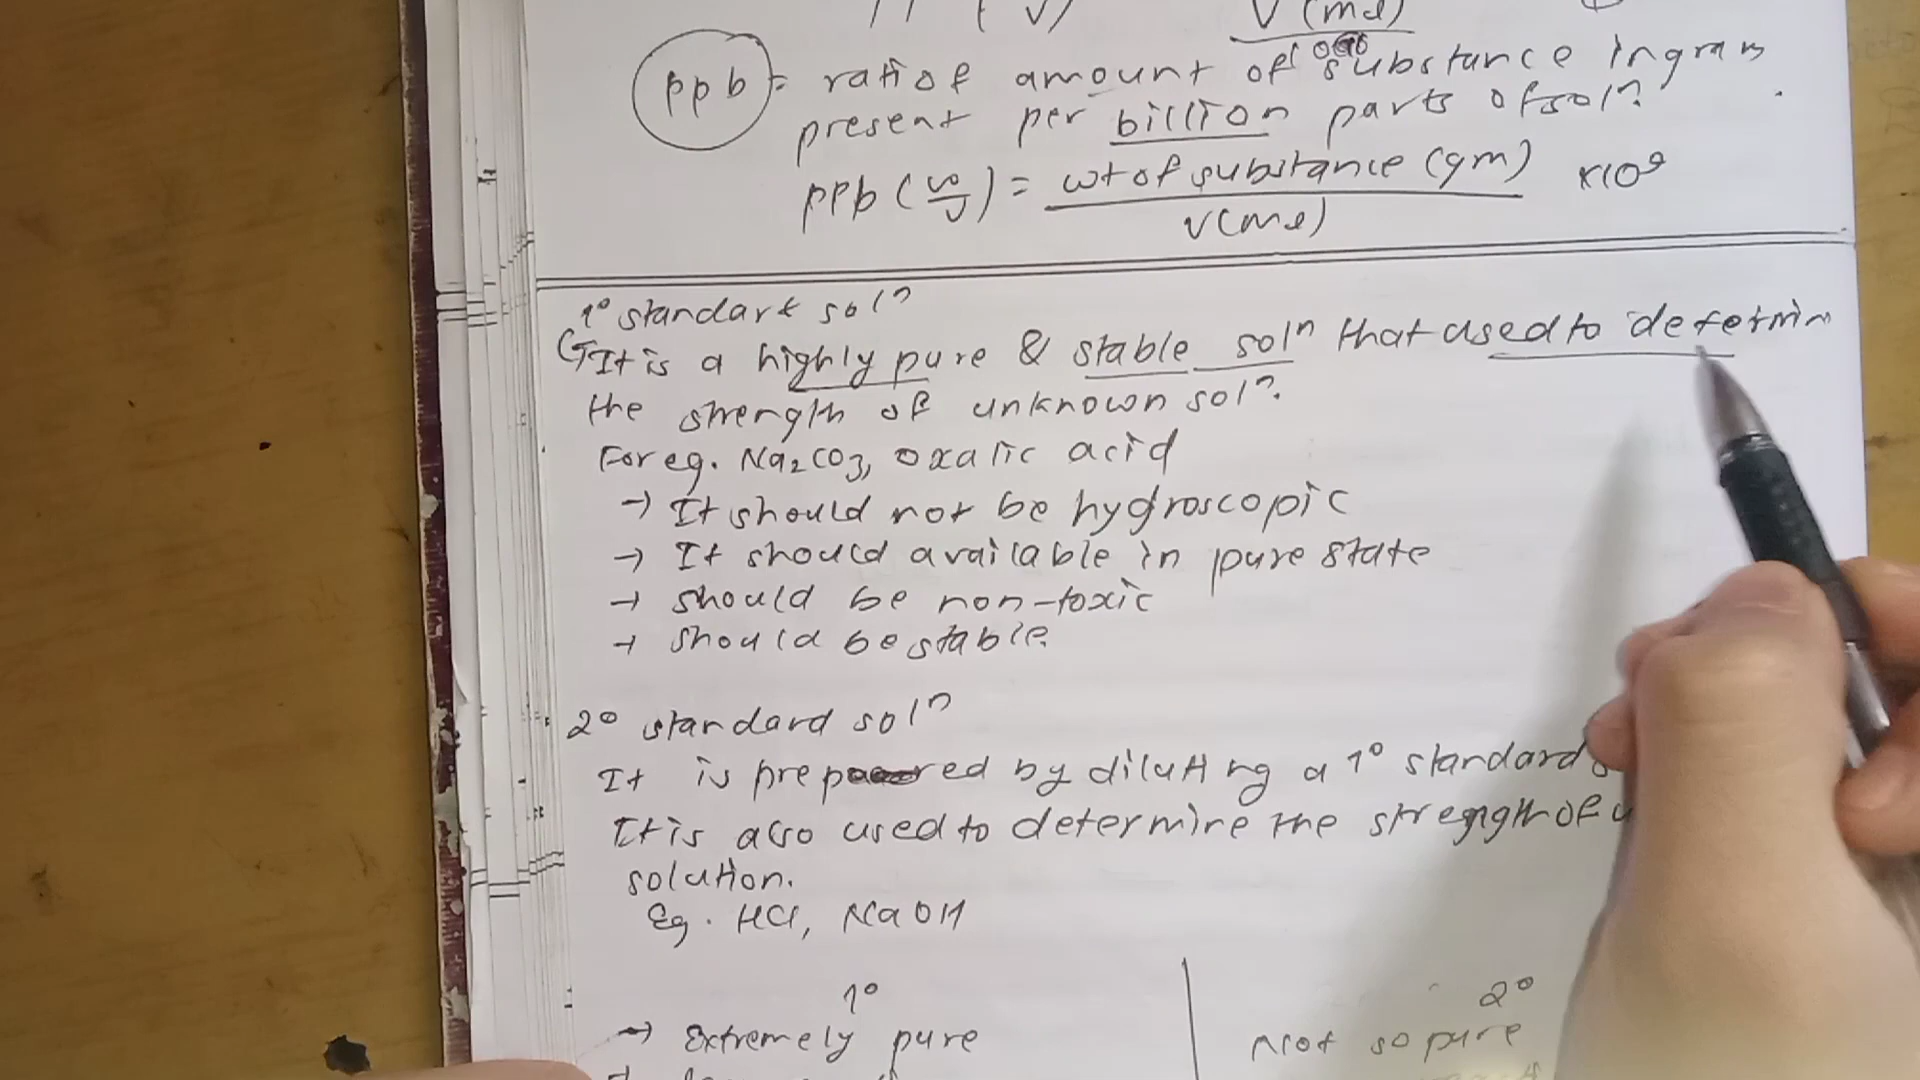 V (ml)
ppb = ratio of amount of substance in gram
present per billion parts of solⁿ.
ppb (w/v) = wt of substance (gm) / V(ml) ×10⁹
1° standart solⁿ
It is a highly pure & stable solⁿ that used to determin
the strength of unknown solⁿ.
For eg. Na₂CO₃, oxalic acid
→ It should not be hydroscopic
→ It should available in pure state
→ should be non-toxic
→ should be stable.
2° standard solⁿ
It is prepared by diluting a 1° standard
It is also used to determine the strength of u
solution.
Eg. HCl, NaOH
1° 2°
→ Extremely pure Not so pure